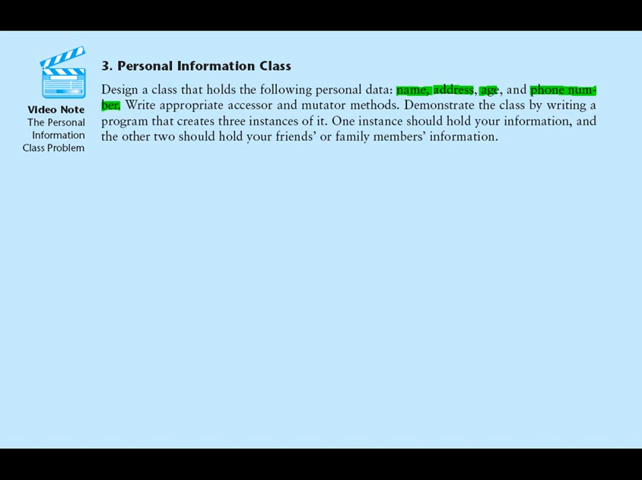 3. Personal Information Class
Design a class that holds the following personal data: name, address, age, and phone num-
ber. Write appropriate accessor and mutator methods. Demonstrate the class by writing a
program that creates three instances of it. One instance should hold your information, and
the other two should hold your friends’ or family members’ information.
Video Note
The Personal
Information
Class Problem